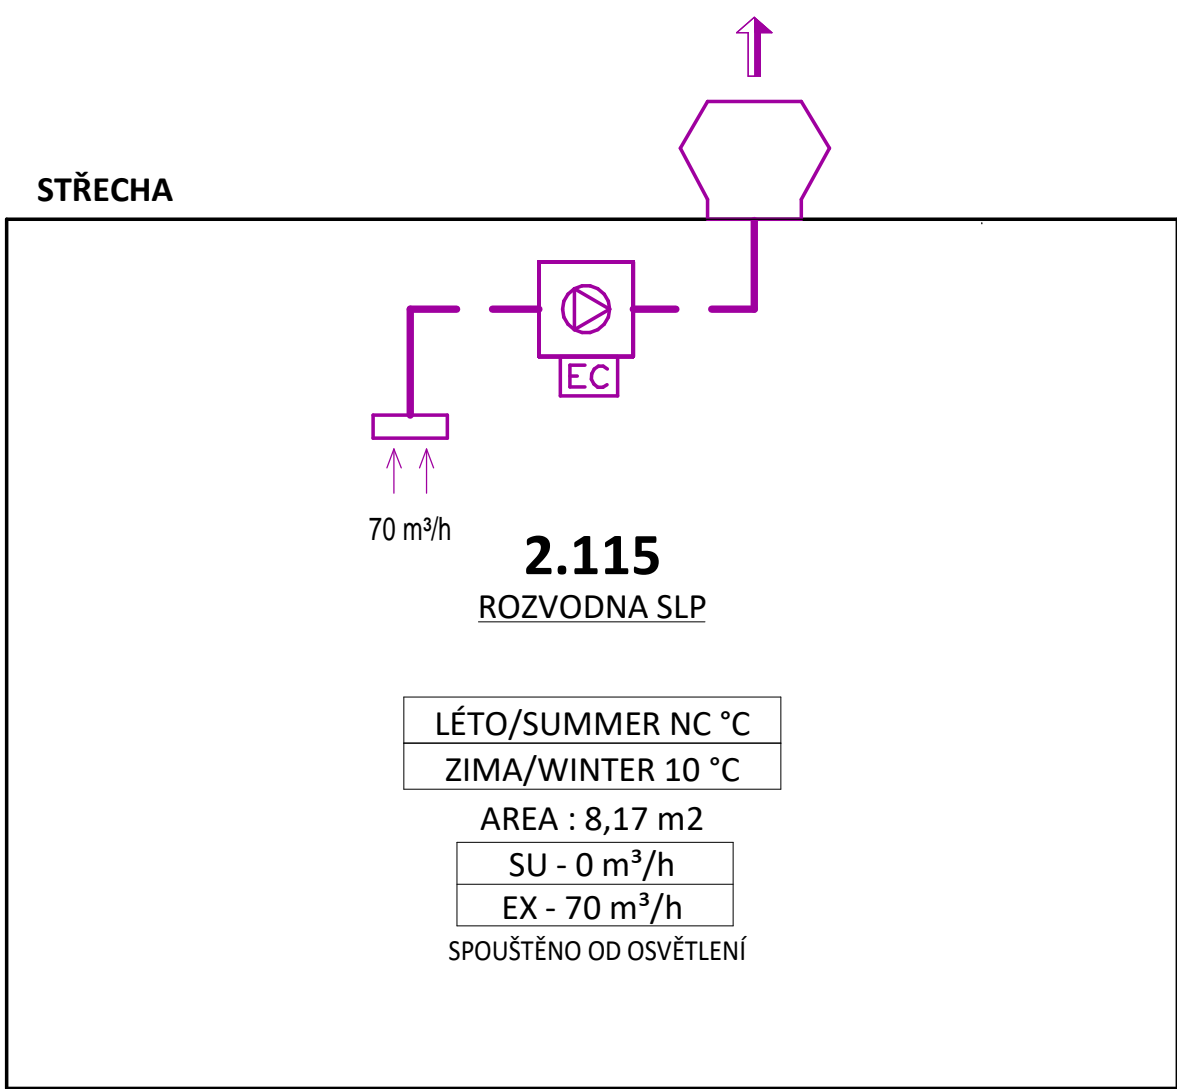 STŘECHA
EC
70 m³/h
2.115
ROZVODNA SLP
LÉTO/SUMMER NC °C
ZIMA/WINTER 10 °C
AREA : 8,17 m2
SU - 0 m³/h
EX - 70 m³/h
SPOUŠTĚNO OD OSVĚTLENÍ